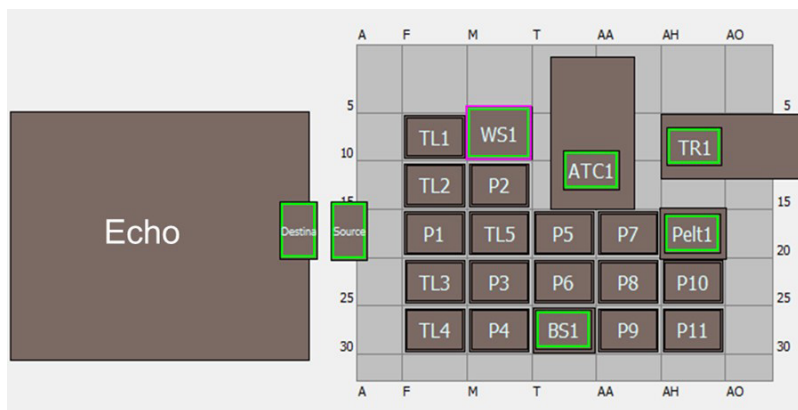 A F M T AA AH AO
5 5
TL1 WS1 TR1
10
ATC1
TL2 P2
15 15
Echo Destina Source P1 TL5 P5 P7 Pelt1
20 20
TL3 P3 P6 P8 P10
25 25
TL4 P4 BS1 P9 P11
30 30
A F M T AA AH AO